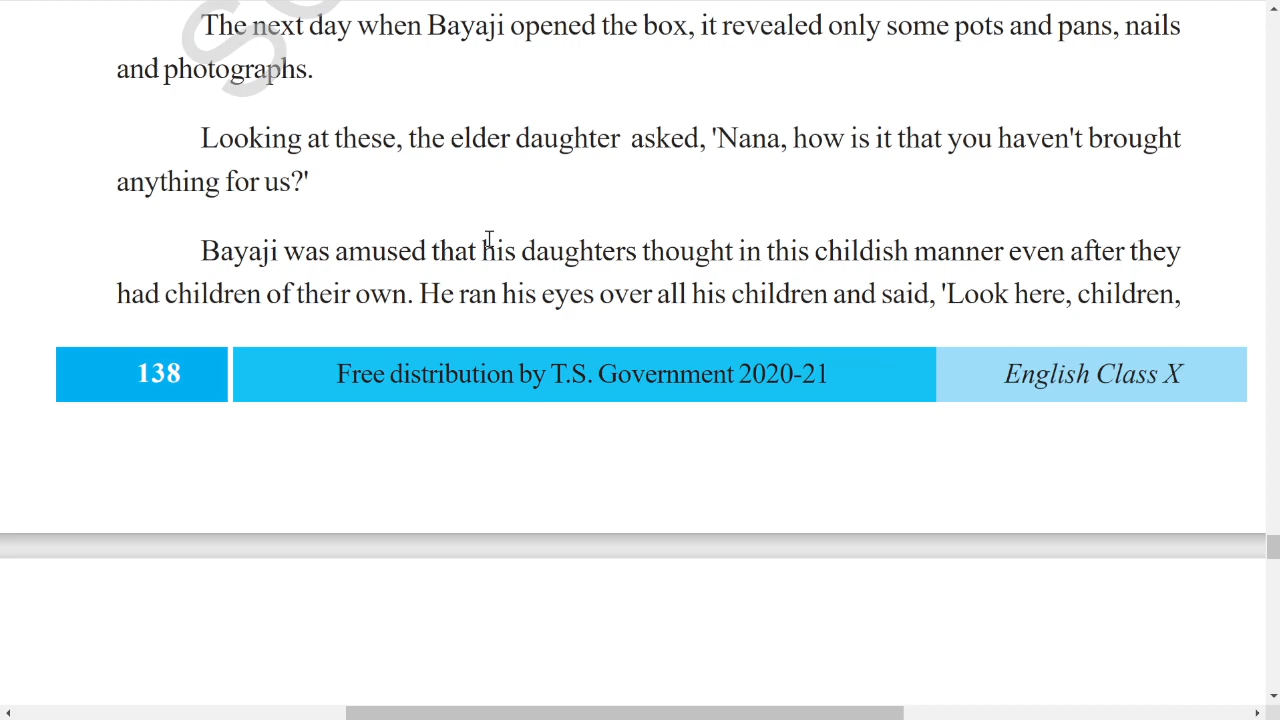 The next day when Bayaji opened the box, it revealed only some pots and pans, nails
and photographs.
Looking at these, the elder daughter asked, 'Nana, how is it that you haven't brought
anything for us?'
Bayaji was amused that his daughters thought in this childish manner even after they
had children of their own. He ran his eyes over all his children and said, 'Look here, children,
138 Free distribution by T.S. Government 2020-21 English Class X